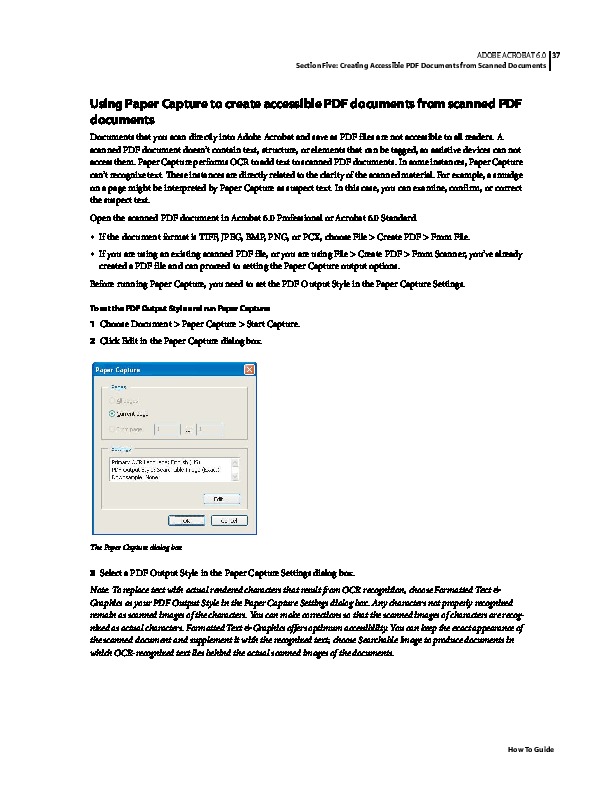 ADOBE ACROBAT 6.0 37
Section Five: Creating Accessible PDF Documents from Scanned Documents
Using Paper Capture to create accessible PDF documents from scanned PDF
documents
Documents that you scan directly into Adobe Acrobat and save as PDF files are not accessible to all readers. A
scanned PDF document doesn't contain text, structure, or elements that can be tagged, so assistive devices can not
access them. Paper Capture performs OCR to add text to scanned PDF documents. In some instances, Paper Capture
can't recognize text. These instances are directly related to the clarity of the scanned material. For example, a smudge
on a page might be interpreted by Paper Capture as suspect text. In this case, you can examine, confirm, or correct
the suspect text.
Open the scanned PDF document in Acrobat 6.0 Professional or Acrobat 6.0 Standard.
• If the document format is TIFF, JPEG, BMP, PNG, or PCX, choose File > Create PDF > From File.
• If you are using an existing scanned PDF file, or you are using File > Create PDF > From Scanner, you've already
created a PDF file and can proceed to setting the Paper Capture output options.
Before running Paper Capture, you need to set the PDF Output Style in the Paper Capture Settings.
To set the PDF Output Style and run Paper Capture
1 Choose Document > Paper Capture > Start Capture.
2 Click Edit in the Paper Capture dialog box.
Paper Capture
Pages
All pages
Current page
From page 1 to 1
Settings
Primary OCR Language: English (US)
PDF Output Style: Searchable Image (Exact)
Downsample: None
Edit...
OK Cancel
The Paper Capture dialog box
3 Select a PDF Output Style in the Paper Capture Settings dialog box.
Note: To replace text with actual rendered characters that result from OCR recognition, choose Formatted Text &
Graphics as your PDF Output Style in the Paper Capture Settings dialog box. Any characters not properly recognized
remain as scanned images of the characters. You can make corrections so that the scanned images of characters are recog-
nized as actual characters. Formatted Text & Graphics offers optimum accessibility. You can keep the exact appearance of
the scanned document and supplement it with the recognized text; choose Searchable Image to produce documents in
which OCR-recognized text lies behind the actual scanned images of the documents.
How To Guide